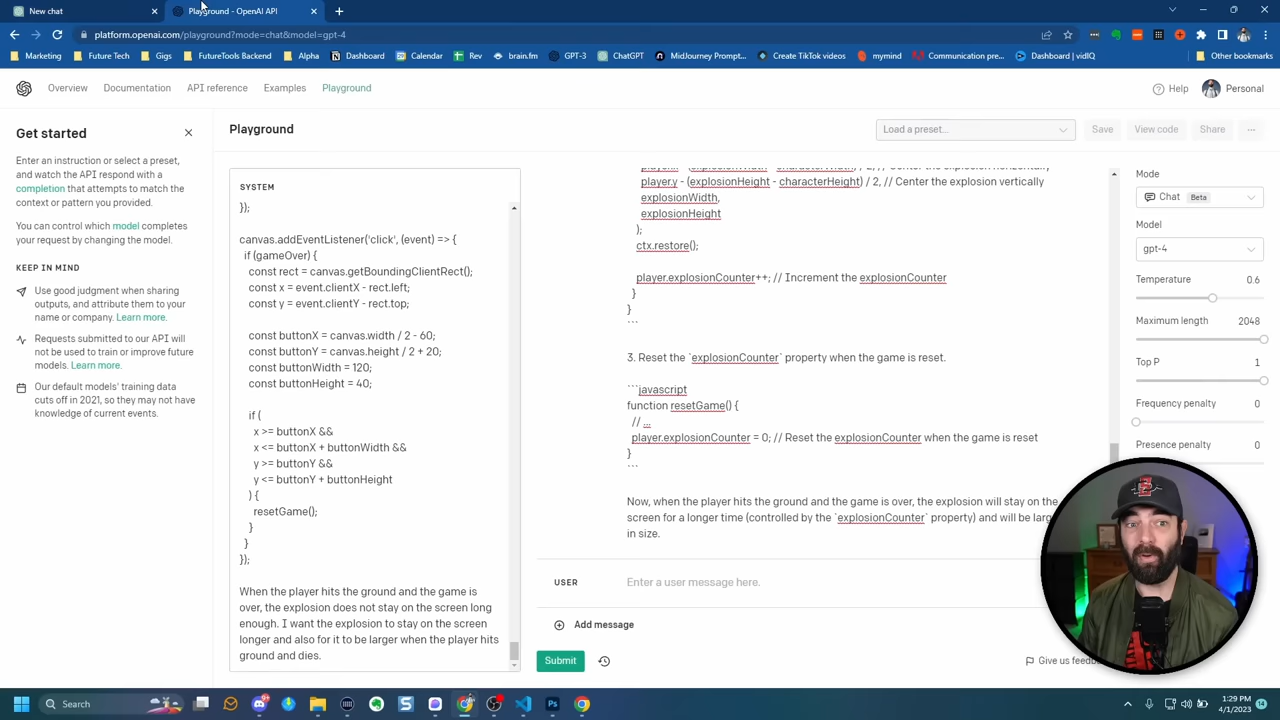 New chat
Playground - OpenAI API
platform.openai.com/playground?mode=chat&model=gpt-4
Marketing
Future Tools
Gigs
FutureTools Backend
Alpha
Dashboard
Calendar
brain.fm
GPT-3
ChatGPT
MidJourney Prompt...
Create TikTok videos
mymind
Communication pre...
Dashboard | vidIQ
Other bookmarks
Overview
Documentation
API reference
Examples
Playground
Help
Personal
Get started
Enter an instruction or select a preset,
and watch the API respond with a
completion that attempts to match the
context or pattern you provided.
You can control which model completes
your request by changing the model.
KEEP IN MIND
Use good judgment when sharing
outputs, and attribute them to your
name or company. Learn more.
Requests submitted to our API will
not be used to train or improve future
models. Learn more.
Our default models' training data
cuts off in 2021, so they may not have
knowledge of current events.
Playground
Load a preset...
Save
View code
Share
...
SYSTEM
});
canvas.addEventListener('click', (event) => {
if (gameOver) {
const rect = canvas.getBoundingClientRect();
const x = event.clientX - rect.left;
const y = event.clientY - rect.top;
const buttonX = canvas.width / 2 - 60;
const buttonY = canvas.height / 2 + 20;
const buttonWidth = 120;
const buttonHeight = 40;
if (
x >= buttonX &&
x <= buttonX + buttonWidth &&
y >= buttonY &&
y <= buttonY + buttonHeight
) {
resetGame();
}
}
});
When the player hits the ground and the game is
over, the explosion does not stay on the screen long
enough. I want the explosion to stay on the screen
longer and also for it to be larger when the player hits
ground and dies.
player.y - (explosionHeight - characterHeight) / 2, // Center the explosion vertically
explosionWidth,
explosionHeight
);
ctx.restore();
player.explosionCounter++; // Increment the explosionCounter
}
}
```
3. Reset the `explosionCounter` property when the game is reset.
```javascript
function resetGame() {
// ...
player.explosionCounter = 0; // Reset the explosionCounter when the game is reset
}
```
Now, when the player hits the ground and the game is over, the explosion will stay on the
screen for a longer time (controlled by the `explosionCounter` property) and will be
in size.
USER
Enter a user message here.
Add message
Submit
Give us
Mode
Chat Beta
Model
gpt-4
Temperature 0.6
Maximum length 2048
Top P 1
Frequency penalty 0
Presence penalty 0
Search
1:29 PM
4/1/2023